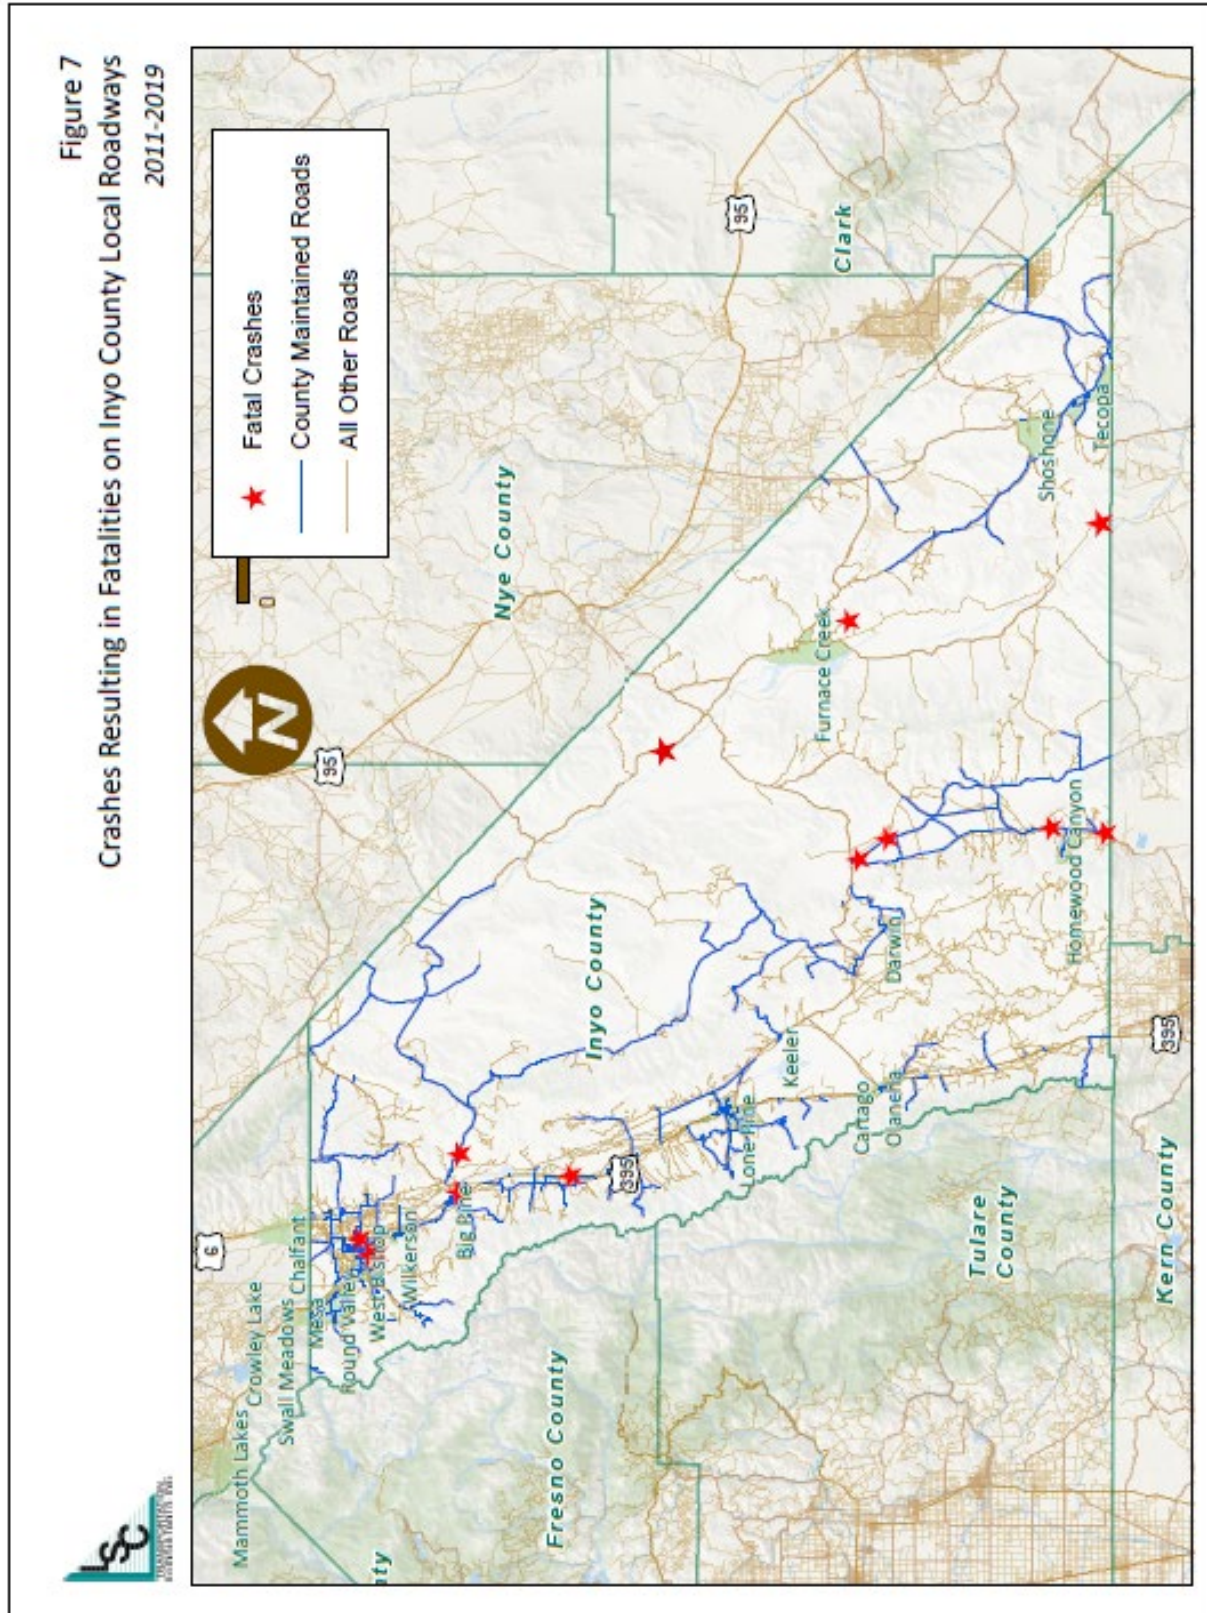 Figure 7
Crashes Resulting in Fatalities on Inyo County Local Roadways
2011-2019
LSC
Fatal Crashes
County Maintained Roads
All Other Roads
0
N
Mammoth Lakes
Crowley Lake
Swall Meadows
Chalfant
6
Mesa
Round Valley
West Bishop
Wilkerson
Big Pine
95
Nye County
95
Clark
Fresno County
Inyo County
395
Lone Pine
Keeler
Furnace Creek
Cartago
Olancha
Darwin
Tulare
County
Homewood Canyon
Shoshone
Tecopa
Kern County
395
nty